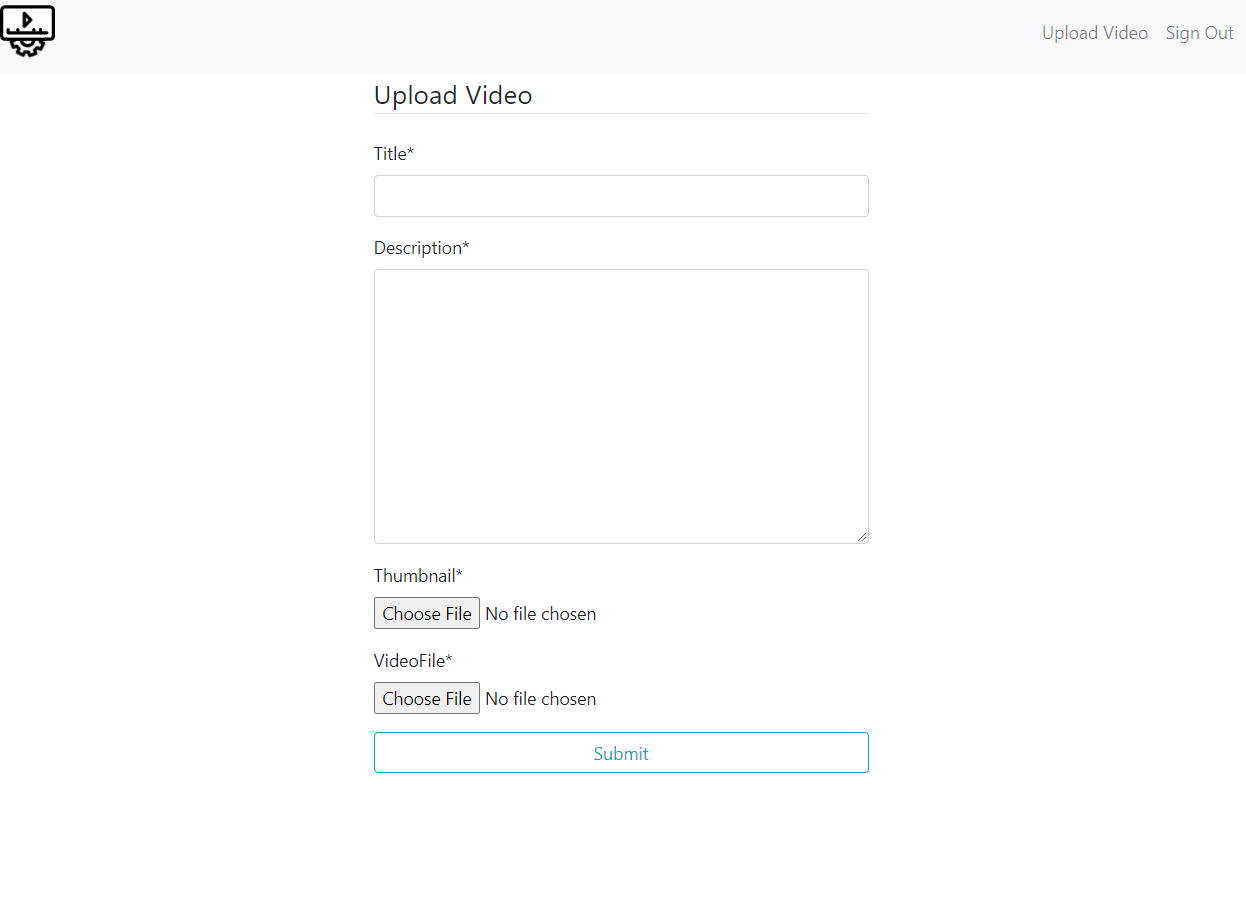 Upload Video Sign Out
Upload Video
Title*
Description*
Thumbnail*
Choose File No file chosen
VideoFile*
Choose File No file chosen
Submit